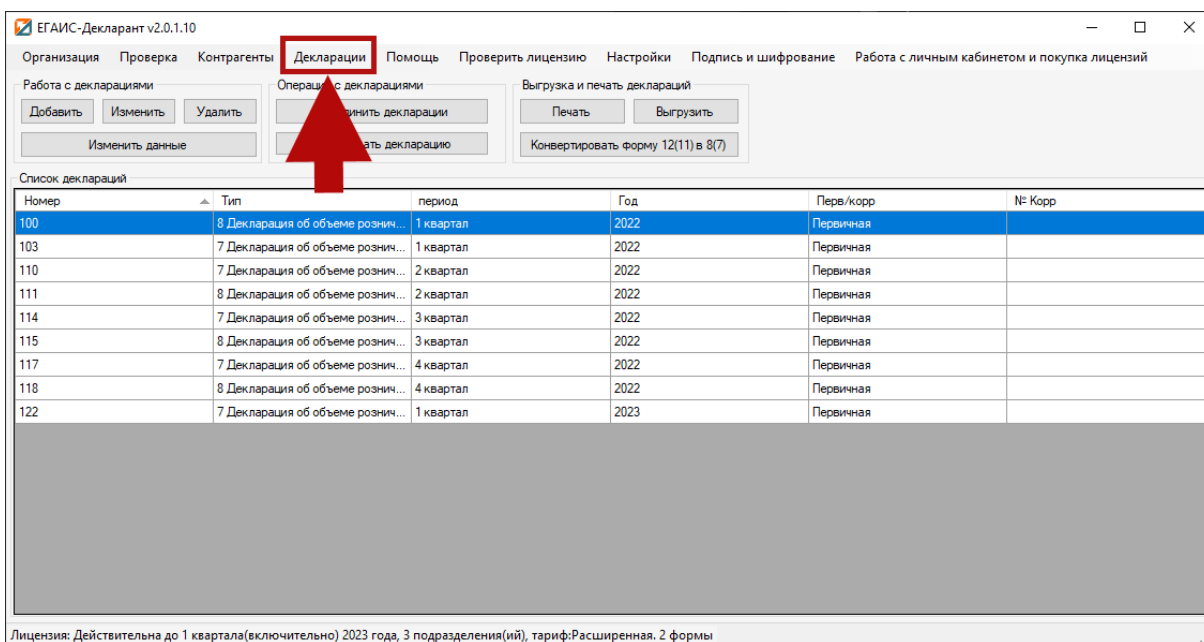 ЕГАИС-Декларант v2.0.1.10
Организация Проверка Контрагенты Декларации Помощь Проверить лицензию Настройки Подпись и шифрование Работа с личным кабинетом и покупка лицензий
Работа с декларациями Операции с декларациями Выгрузка и печать деклараций
Добавить Изменить Удалить декларации Печать Выгрузить
Изменить данные декларацию Конвертировать форму 12(11) в 8(7)
Список деклараций
Номер Тип период Год Перв/корр № Корр
100 8 Декларация об объеме рознич... 1 квартал 2022 Первичная
103 7 Декларация об объеме рознич... 1 квартал 2022 Первичная
110 7 Декларация об объеме рознич... 2 квартал 2022 Первичная
111 8 Декларация об объеме рознич... 2 квартал 2022 Первичная
114 7 Декларация об объеме рознич... 3 квартал 2022 Первичная
115 8 Декларация об объеме рознич... 3 квартал 2022 Первичная
117 7 Декларация об объеме рознич... 4 квартал 2022 Первичная
118 8 Декларация об объеме рознич... 4 квартал 2022 Первичная
122 7 Декларация об объеме рознич... 1 квартал 2023 Первичная
Лицензия: Действительна до 1 квартала(включительно) 2023 года, 3 подразделения(ий), тариф:Расширенная. 2 формы